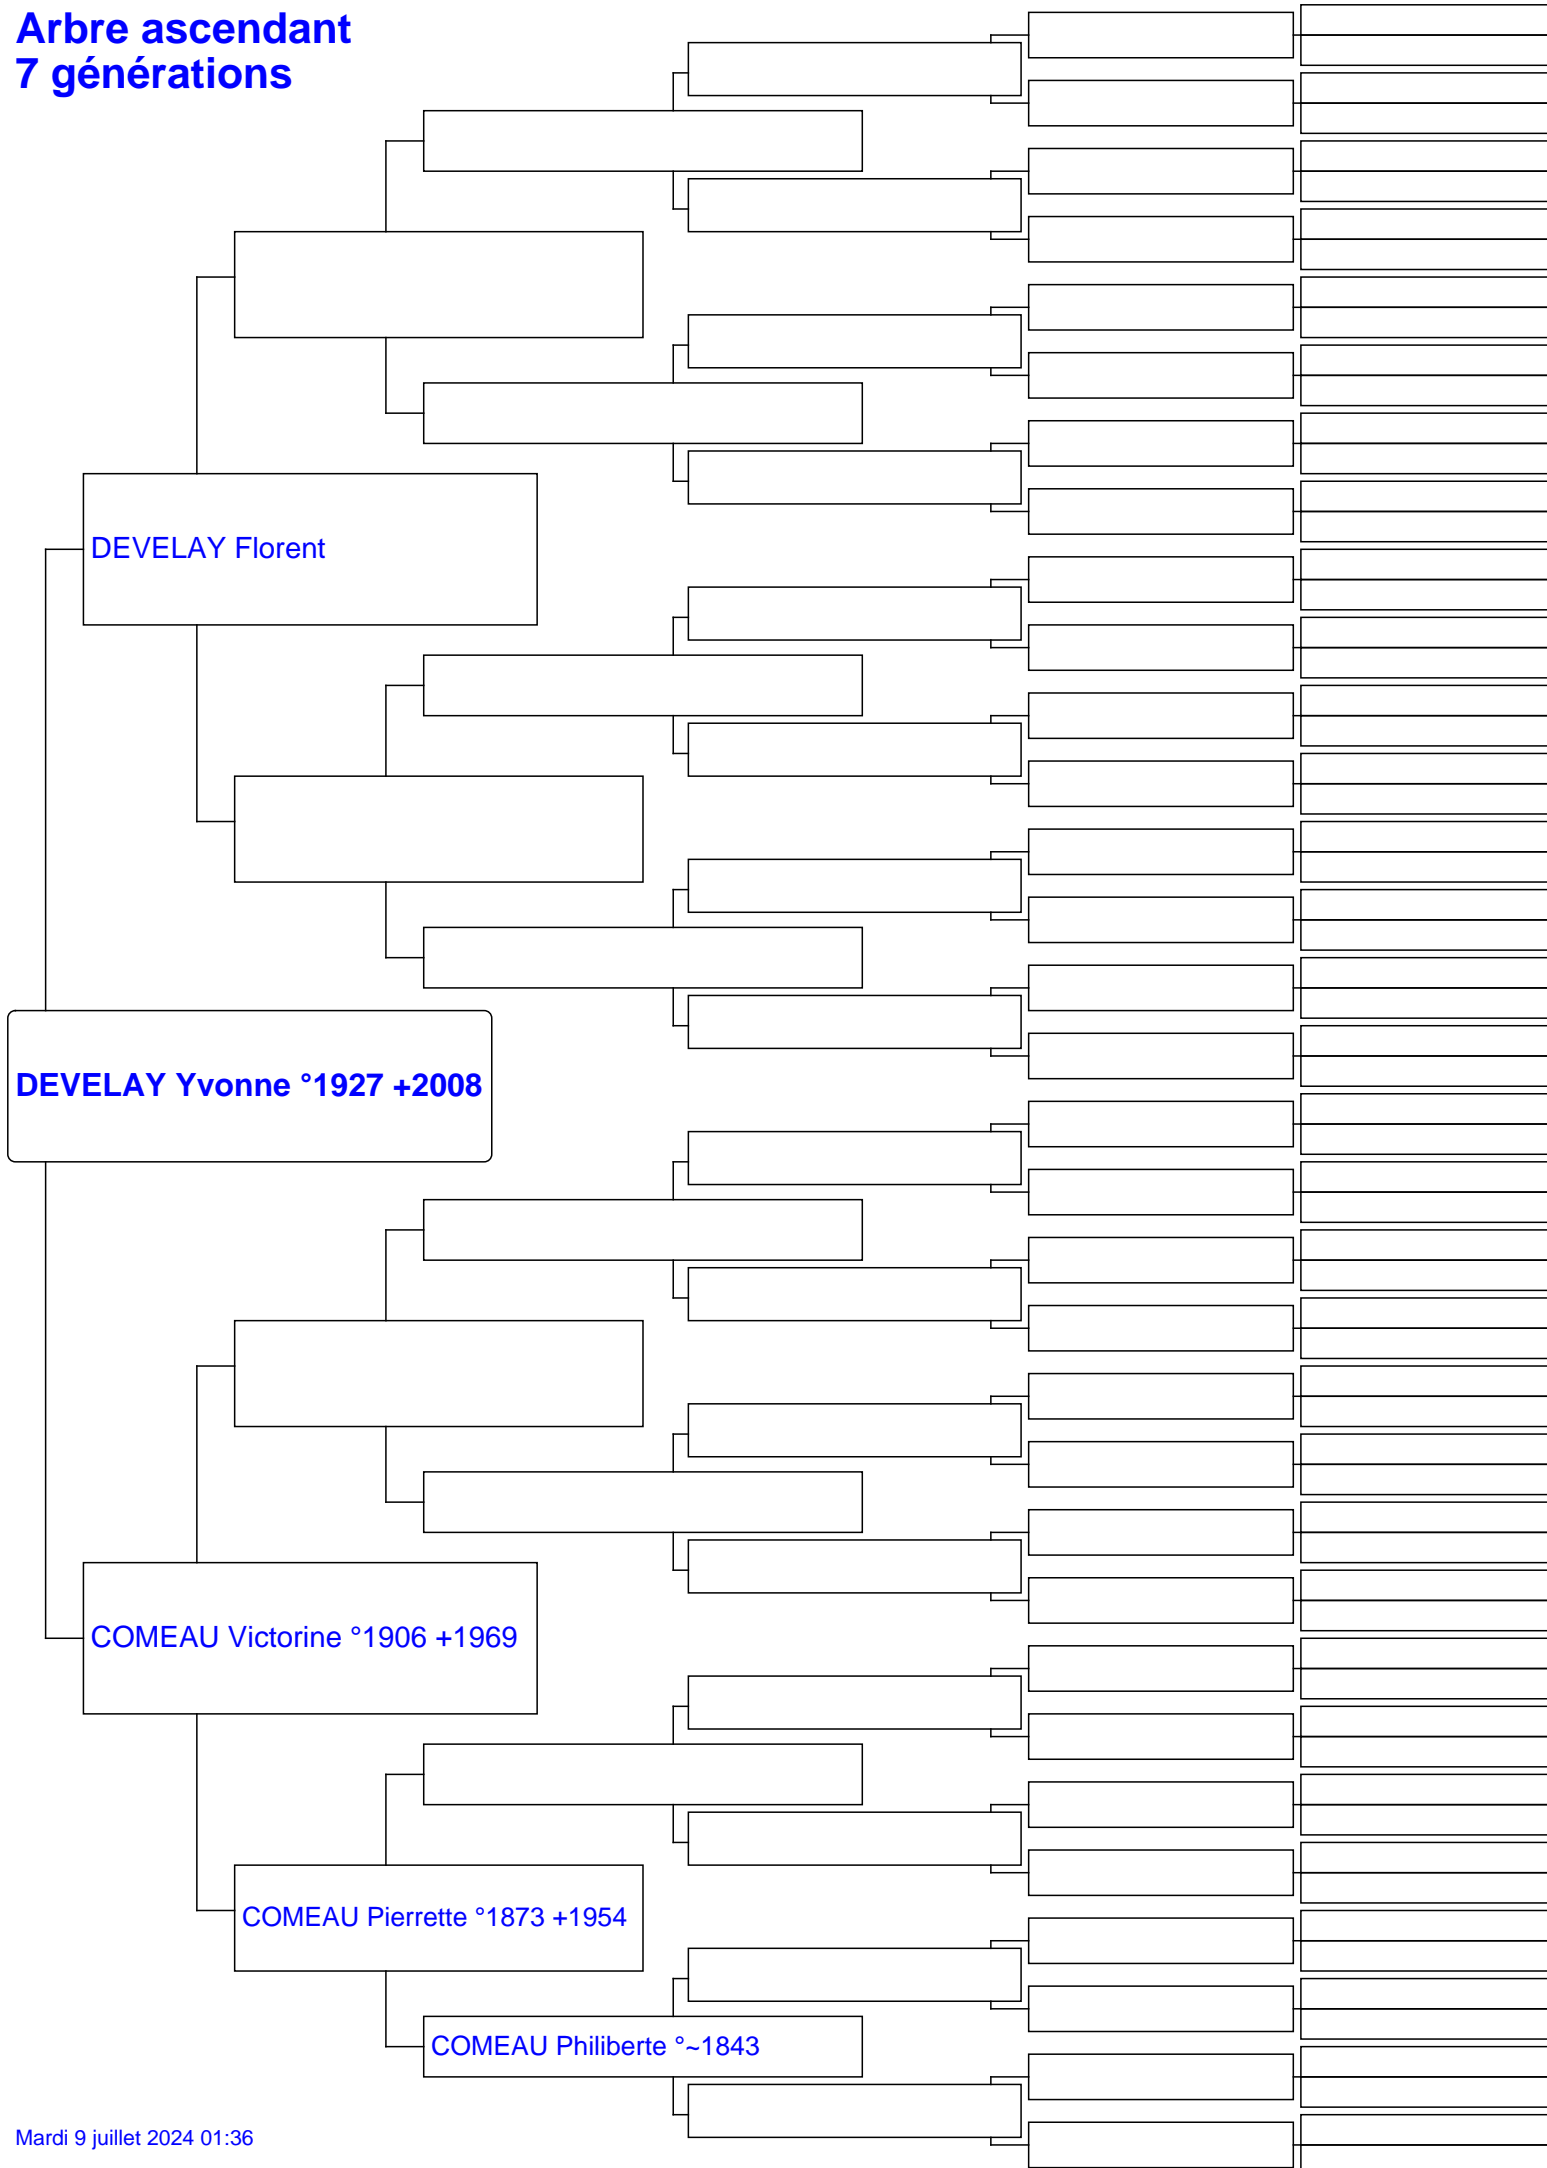 Arbre ascendant
7 générations
DEVELAY Florent
DEVELAY Yvonne °1927 +2008
COMEAU Victorine °1906 +1969
COMEAU Pierrette °1873 +1954
COMEAU Philiberte °~1843
Mardi 9 juillet 2024 01:36